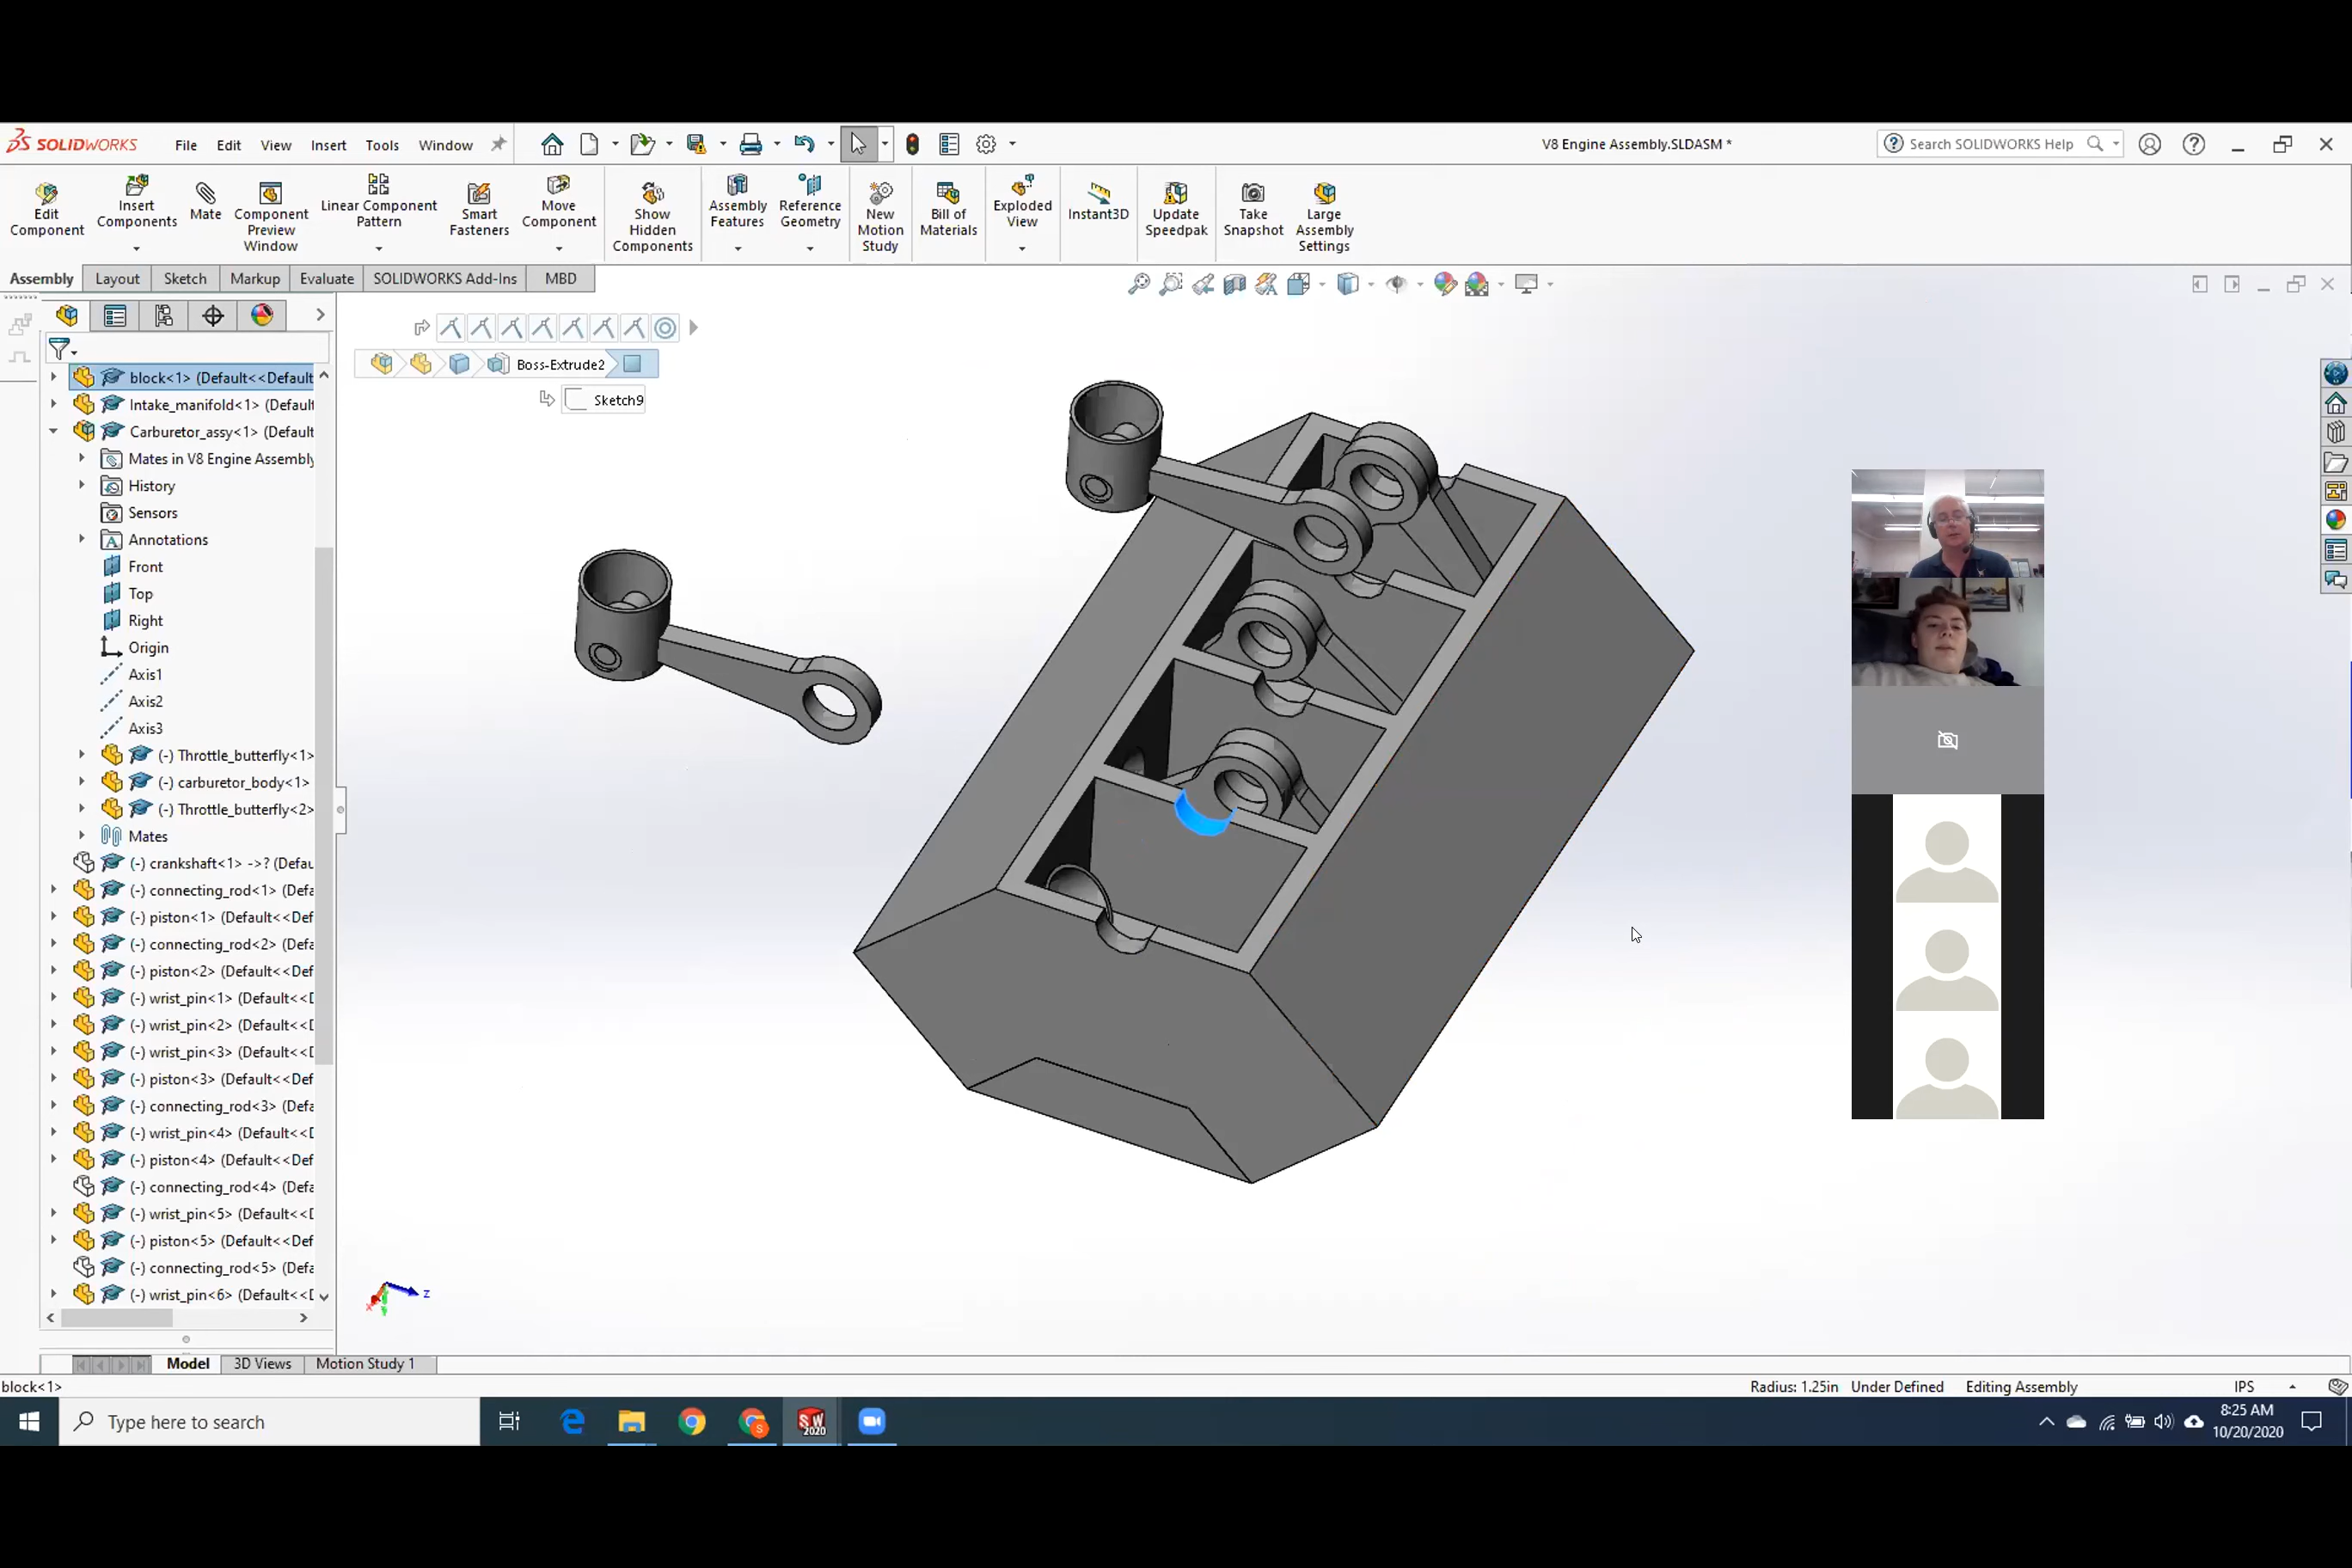 SOLIDWORKS File Edit View Insert Tools Window V8 Engine Assembly.SLDASM * Search SOLIDWORKS Help
Edit Component
Insert Components
Mate
Component Preview Window
Linear Component Pattern
Smart Fasteners
Move Component
Show Hidden Components
Assembly Features
Reference Geometry
New Motion Study
Bill of Materials
Exploded View
Instant3D
Update Speedpak
Take Snapshot
Large Assembly Settings
Assembly Layout Sketch Markup Evaluate SOLIDWORKS Add-Ins MBD
Boss-Extrude2
Sketch9
block<1> (Default<<Default
Intake_manifold<1> (Default
Carburetor_assy<1> (Default
Mates in V8 Engine Assembly
History
Sensors
Annotations
Front
Top
Right
Origin
Axis1
Axis2
Axis3
(-) Throttle_butterfly<1>
(-) carburetor_body<1>
(-) Throttle_butterfly<2>
Mates
(-) crankshaft<1> ->? (Defau
(-) connecting_rod<1> (Defa
(-) piston<1> (Default<<Def
(-) connecting_rod<2> (Defa
(-) piston<2> (Default<<Def
(-) wrist_pin<1> (Default<<D
(-) wrist_pin<2> (Default<<D
(-) wrist_pin<3> (Default<<D
(-) piston<3> (Default<<Def
(-) connecting_rod<3> (Defa
(-) wrist_pin<4> (Default<<D
(-) piston<4> (Default<<Def
(-) connecting_rod<4> (Defa
(-) wrist_pin<5> (Default<<D
(-) piston<5> (Default<<Def
(-) connecting_rod<5> (Defa
(-) wrist_pin<6> (Default<<D
x z
Model 3D Views Motion Study 1
block<1> Radius: 1.25in Under Defined Editing Assembly IPS
Type here to search
SW 2020
8:25 AM
10/20/2020